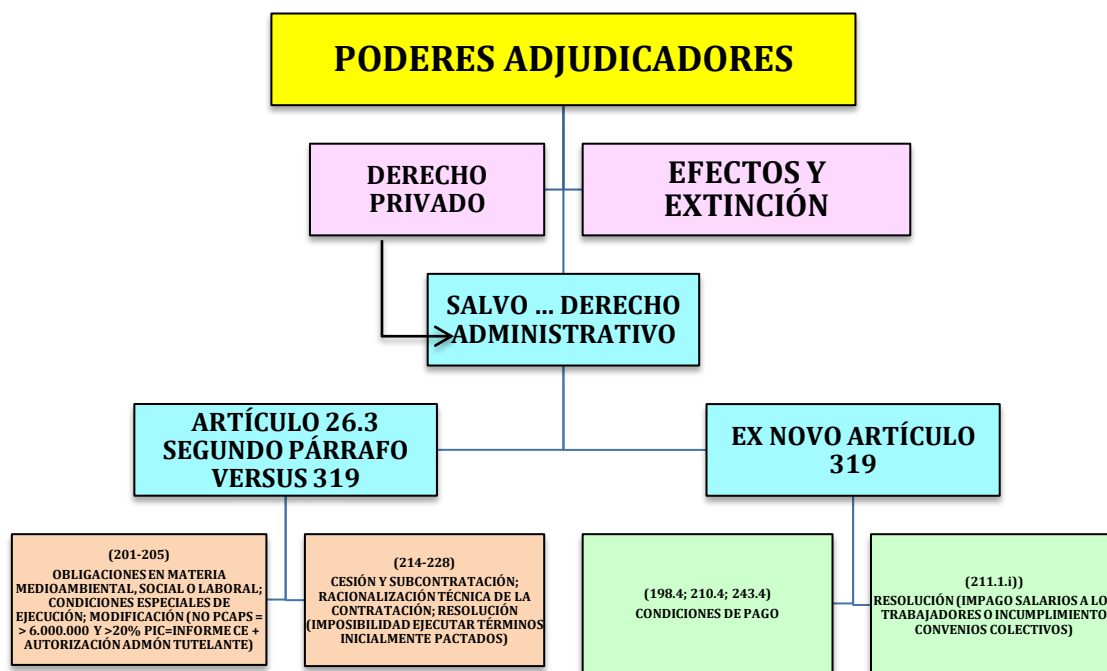 PODERES ADJUDICADORES
DERECHO
PRIVADO
EFECTOS Y
EXTINCIÓN
SALVO ... DERECHO
ADMINISTRATIVO
ARTÍCULO 26.3
SEGUNDO PÁRRAFO
VERSUS 319
EX NOVO ARTÍCULO
319
(201-205)
OBLIGACIONES EN MATERIA
MEDIOAMBIENTAL, SOCIAL O LABORAL;
CONDICIONES ESPECIALES DE
EJECUCIÓN; MODIFICACIÓN (NO PCAPS =
> 6.000.000 Y >20% PIC=INFORME CE +
AUTORIZACIÓN ADMÓN TUTELANTE)
(214-228)
CESIÓN Y SUBCONTRATACIÓN;
RACIONALIZACIÓN TÉCNICA DE LA
CONTRATACIÓN; RESOLUCIÓN
(IMPOSIBILIDAD EJECUTAR TÉRMINOS
INICIALMENTE PACTADOS)
(198.4; 210.4; 243.4)
CONDICIONES DE PAGO
(211.1.i))
RESOLUCIÓN (IMPAGO SALARIOS A LO
TRABAJADORES O INCUMPLIMIENTO
CONVENIOS COLECTIVOS)